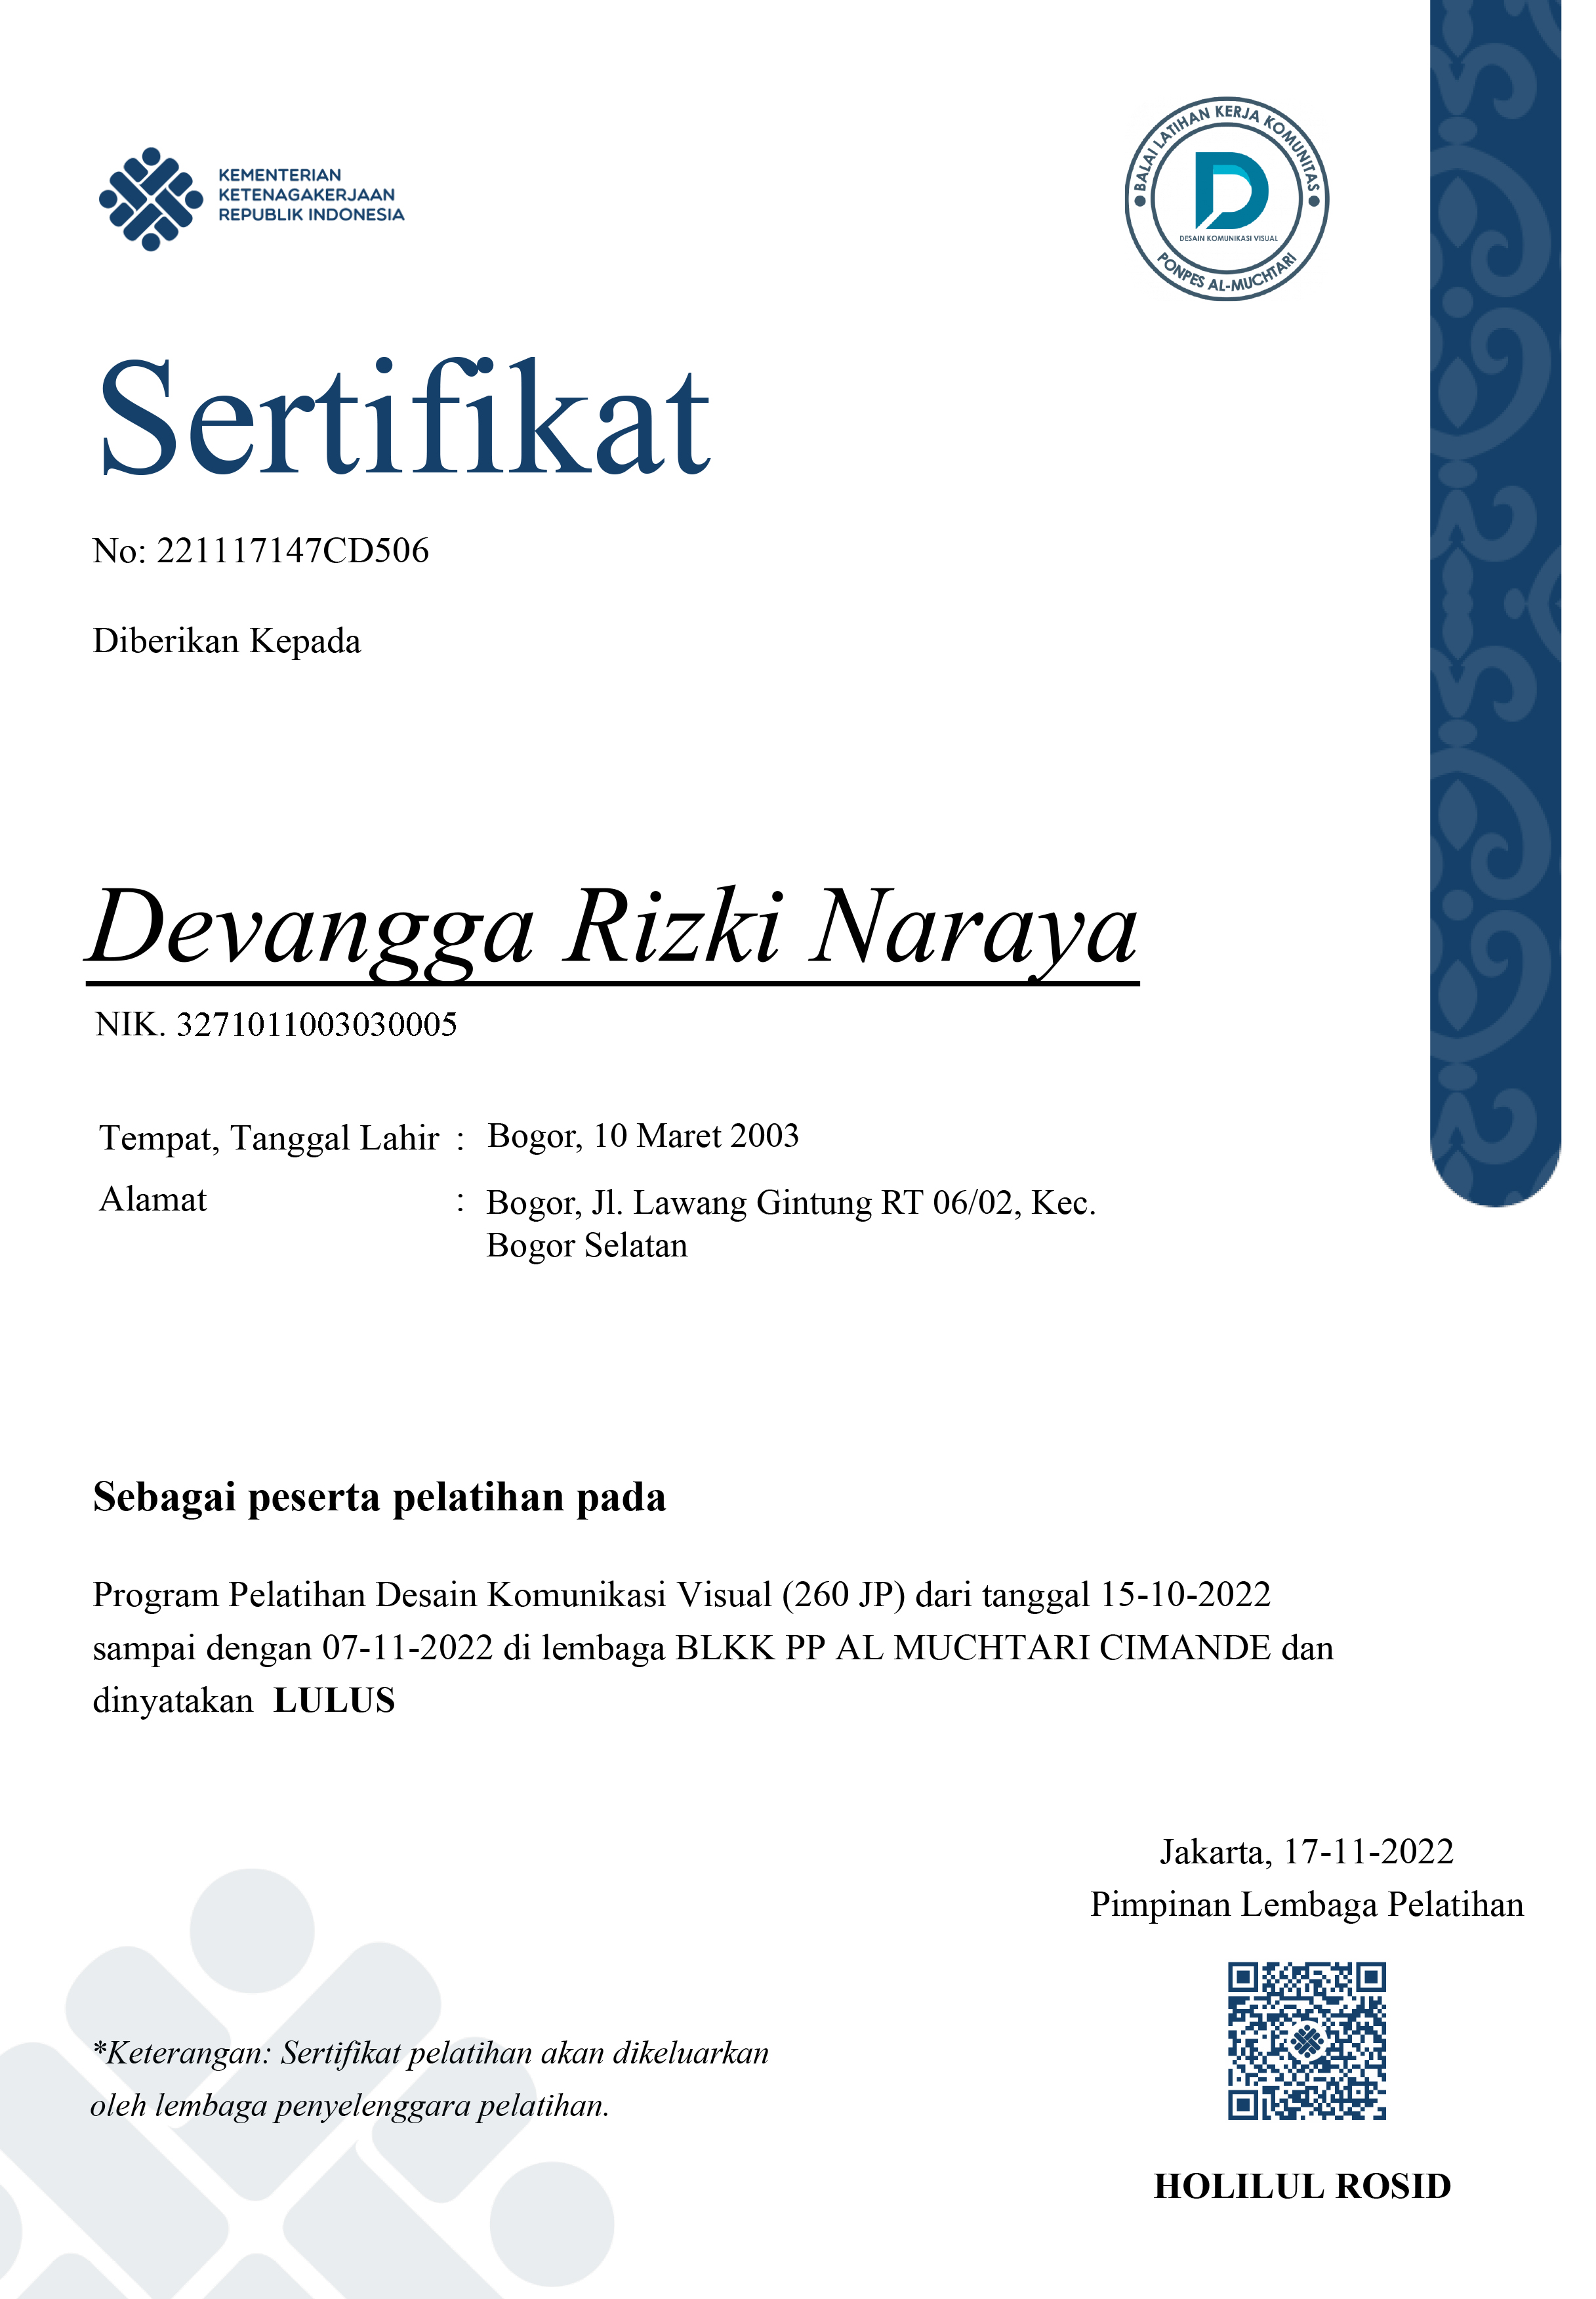 KEMENTERIAN
KETENAGAKERJAAN
REPUBLIK INDONESIA
BALAI LATIHAN KERJA KOMUNITAS
DESAIN KOMUNIKASI VISUAL
PONPES AL-MUCHTARI
Sertifikat
No: 221117147CD506
Diberikan Kepada
Devangga Rizki Naraya
NIK. 3271011003030005
Tempat, Tanggal Lahir : Bogor, 10 Maret 2003
Alamat : Bogor, Jl. Lawang Gintung RT 06/02, Kec.
Bogor Selatan
Sebagai peserta pelatihan pada
Program Pelatihan Desain Komunikasi Visual (260 JP) dari tanggal 15-10-2022
sampai dengan 07-11-2022 di lembaga BLKK PP AL MUCHTARI CIMANDE dan
dinyatakan LULUS
Jakarta, 17-11-2022
Pimpinan Lembaga Pelatihan
*Keterangan: Sertifikat pelatihan akan dikeluarkan
oleh lembaga penyelenggara pelatihan.
HOLILUL ROSID